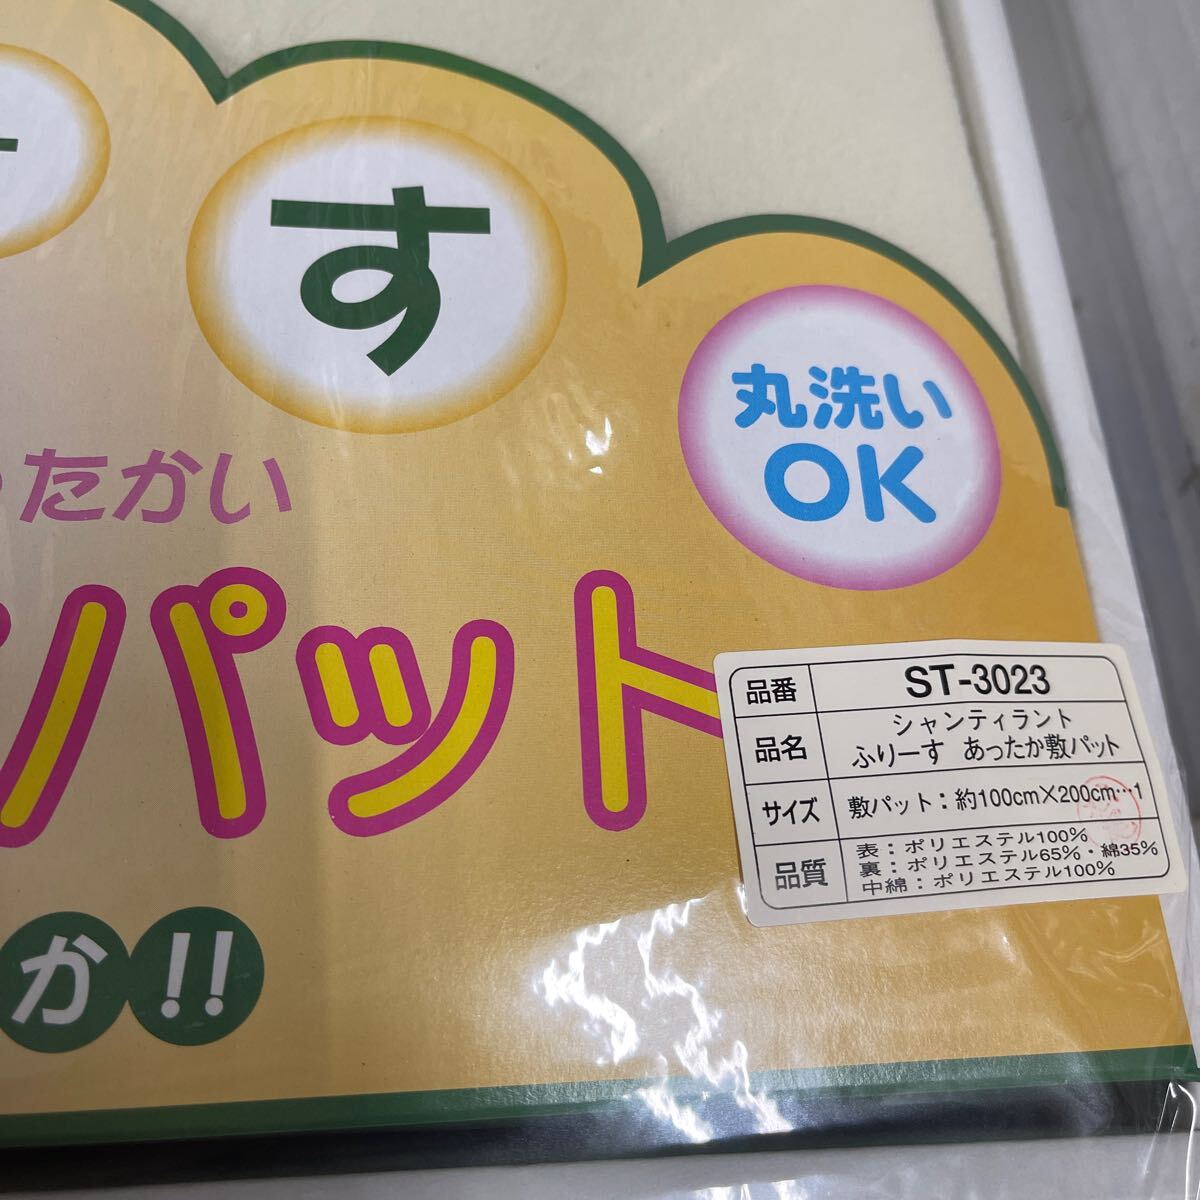 す
丸洗い
OK
たかい
パット
か!!
品番 ST-3023
品名 シャンティラント
ふりーす あったか敷パット
サイズ 敷パット：約100cm×200cm…1
品質 表：ポリエステル100%
裏：ポリエステル65%・綿35%
中綿：ポリエステル100%